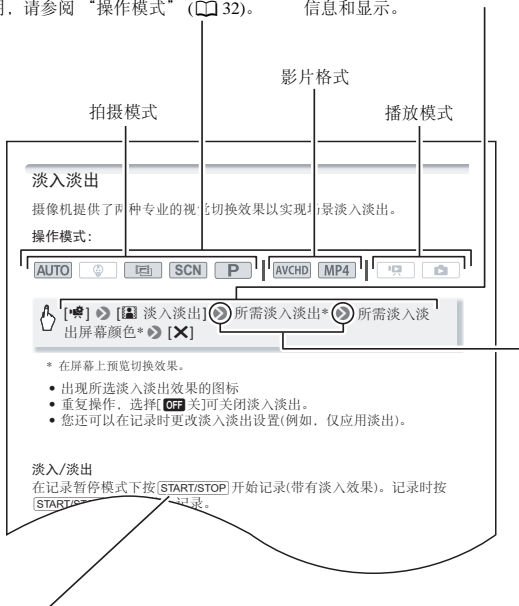 明，请参阅 “操作模式” ( 32)。
信息和显示。
影片格式
拍摄模式
播放模式
淡入淡出
摄像机提供了两种专业的视觉切换效果以实现场景淡入淡出。
操作模式：
AUTO SCN P AVCHD MP4
[ ] [ 淡入淡出] 所需淡入淡出* 所需淡入淡
出屏幕颜色* [X]
* 在屏幕上预览切换效果。
• 出现所选淡入淡出效果的图标
• 重复操作，选择[OFF 关]可关闭淡入淡出。
• 您还可以在记录时更改淡入淡出设置(例如，仅应用淡出)。
淡入/淡出
在记录暂停模式下按START/STOP开始记录(带有淡入效果)。记录时按
START/ST 记录。